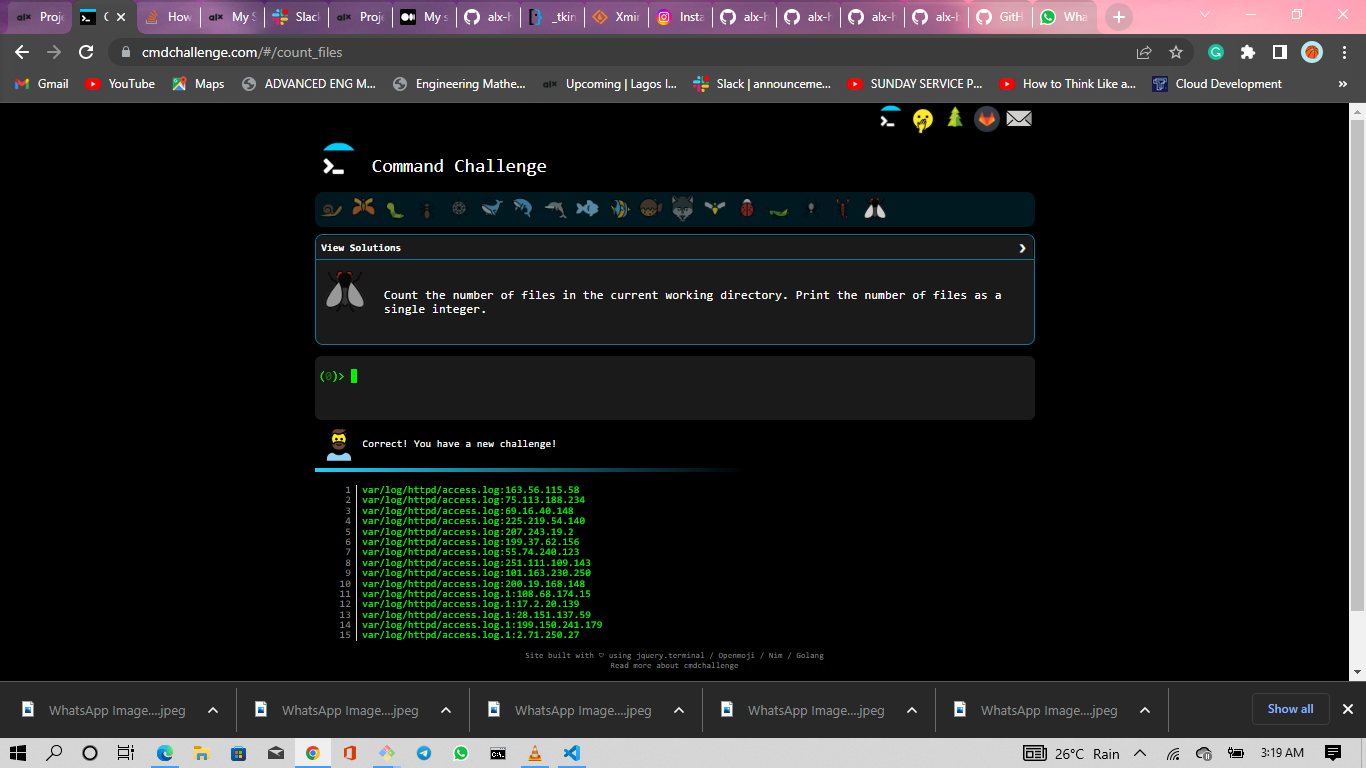 Proje
C
How
My S
Slack
Proje
My s
alx-h
_tkin
Xmir
Insta
alx-h
alx-h
alx-h
alx-h
GitH
Wha
cmdchallenge.com/#/count_files
Gmail
YouTube
Maps
ADVANCED ENG M...
Engineering Mathe...
alx Upcoming | Lagos I...
Slack | announceme...
SUNDAY SERVICE P...
How to Think Like a...
Cloud Development
»
Command Challenge
View Solutions
Count the number of files in the current working directory. Print the number of files as a
single integer.
(0)>
Correct! You have a new challenge!
1 var/log/httpd/access.log:163.56.115.58
2 var/log/httpd/access.log:75.113.188.234
3 var/log/httpd/access.log:69.16.40.148
4 var/log/httpd/access.log:225.219.54.140
5 var/log/httpd/access.log:207.243.19.2
6 var/log/httpd/access.log:199.37.62.156
7 var/log/httpd/access.log:55.74.240.123
8 var/log/httpd/access.log:251.111.109.143
9 var/log/httpd/access.log:101.163.230.250
10 var/log/httpd/access.log:200.19.168.148
11 var/log/httpd/access.log.1:108.68.174.15
12 var/log/httpd/access.log.1:17.2.20.139
13 var/log/httpd/access.log.1:28.151.137.59
14 var/log/httpd/access.log.1:199.150.241.179
15 var/log/httpd/access.log.1:2.71.250.27
Site built with ♡ using jquery.terminal / Openmoji / Nim / Golang
Read more about cmdchallenge
WhatsApp Image....jpeg
WhatsApp Image....jpeg
WhatsApp Image....jpeg
WhatsApp Image....jpeg
WhatsApp Image....jpeg
Show all
26°C Rain
3:19 AM